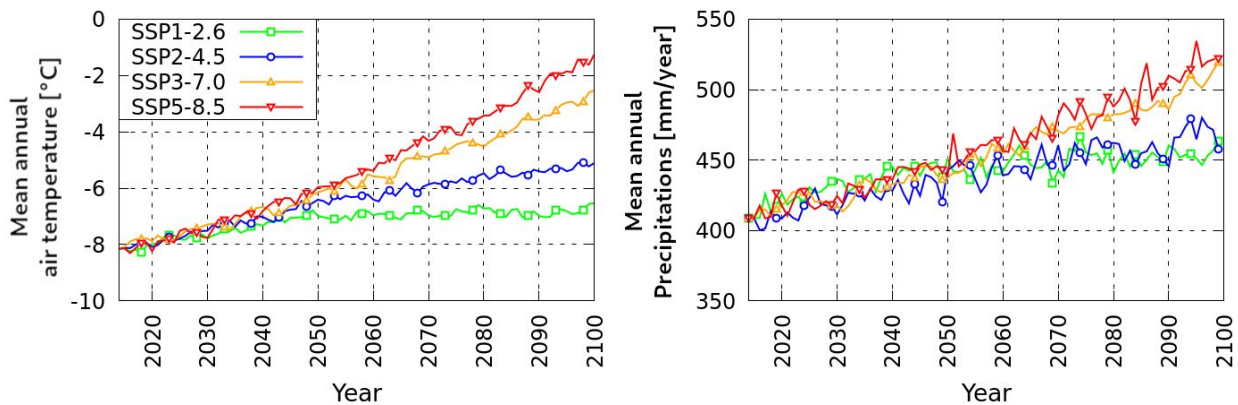 Mean annual
air temperature [°C]
0
-2
-4
-6
-8
-10
SSP1-2.6
SSP2-4.5
SSP3-7.0
SSP5-8.5
2020
2030
2040
2050
2060
2070
2080
2090
2100
Year
Mean annual
Precipitations [mm/year]
550
500
450
400
350
2020
2030
2040
2050
2060
2070
2080
2090
2100
Year